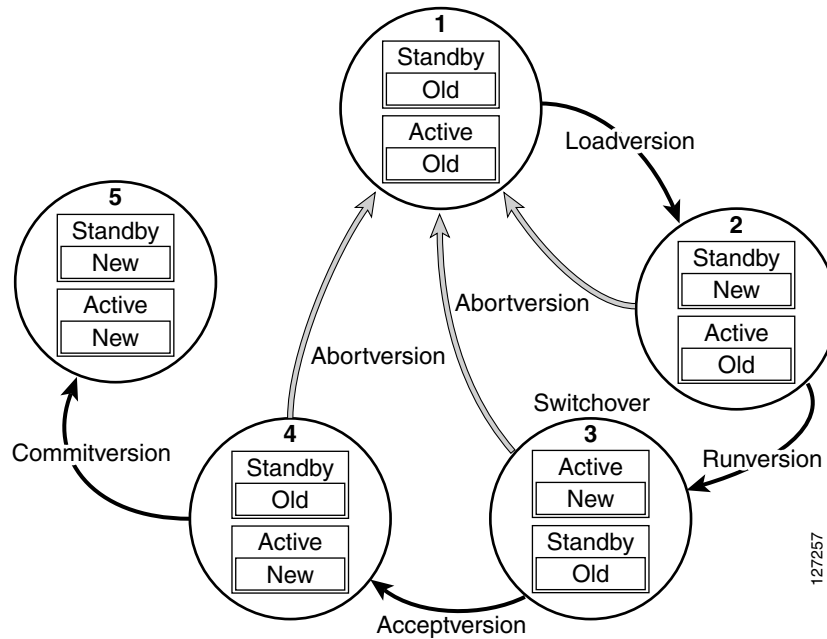 1
Standby
Old
Active
Old
Loadversion
5
Standby
New
Active
New
2
Standby
New
Active
Old
Abortversion
Abortversion
Switchover
3
Active
New
Standby
Old
4
Standby
Old
Active
New
Commitversion
Runversion
Acceptversion
127257